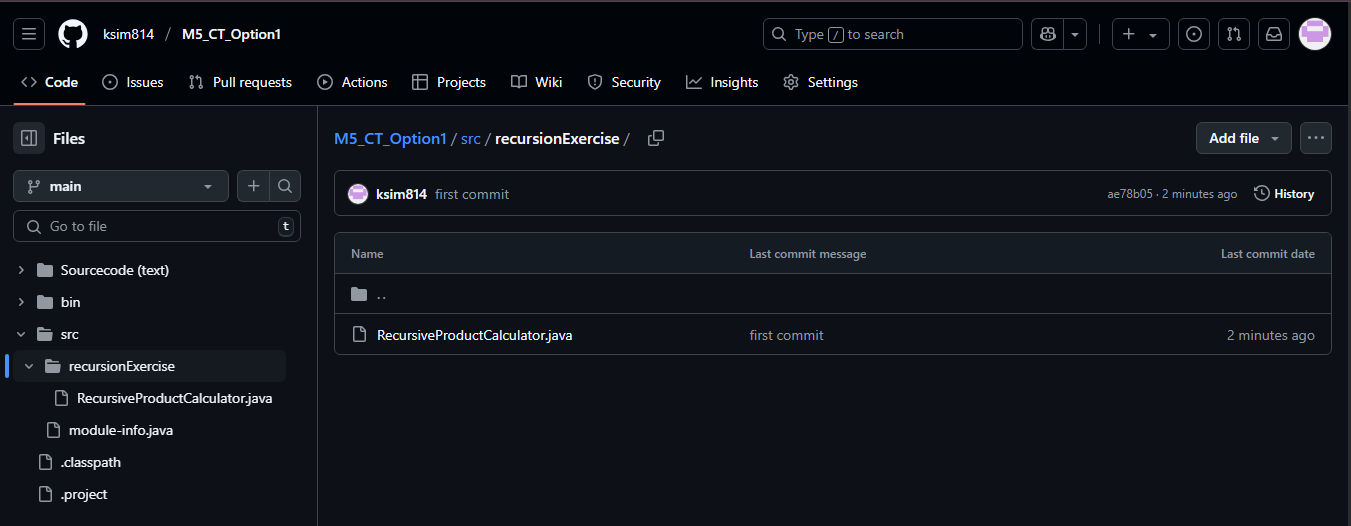 ksim814 / M5_CT_Option1
Type / to search
Code
Issues
Pull requests
Actions
Projects
Wiki
Security
Insights
Settings
Files
main
Go to file
t
Sourcecode (text)
bin
src
recursionExercise
RecursiveProductCalculator.java
module-info.java
.classpath
.project
M5_CT_Option1 / src / recursionExercise /
Add file
ksim814 first commit
ae78b05 · 2 minutes ago
History
Name Last commit message Last commit date
..
RecursiveProductCalculator.java first commit 2 minutes ago